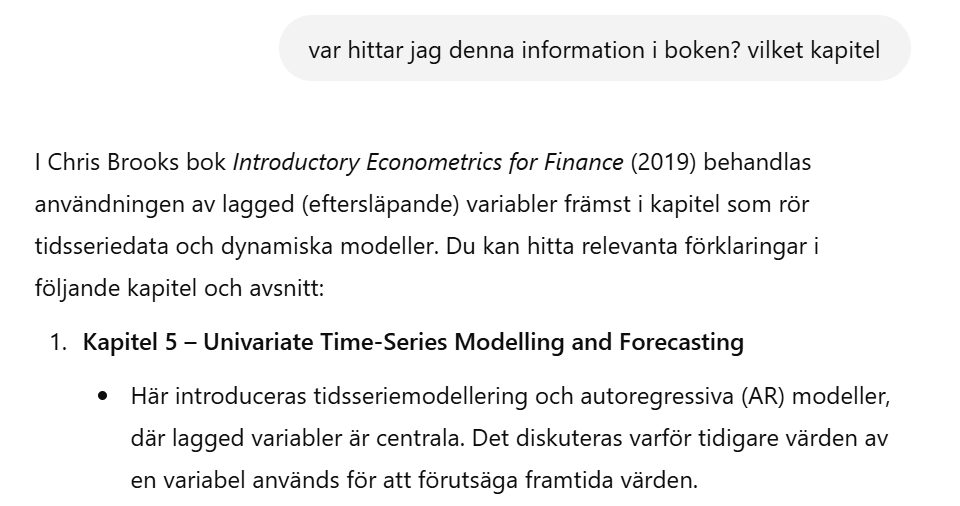 var hittar jag denna information i boken? vilket kapitel
I Chris Brooks bok Introductory Econometrics for Finance (2019) behandlas
användningen av lagged (eftersläpande) variabler främst i kapitel som rör
tidsseriedata och dynamiska modeller. Du kan hitta relevanta förklaringar i
följande kapitel och avsnitt:
1. Kapitel 5 – Univariate Time-Series Modelling and Forecasting
• Här introduceras tidsseriemodellering och autoregressiva (AR) modeller,
där lagged variabler är centrala. Det diskuteras varför tidigare värden av
en variabel används för att förutsäga framtida värden.